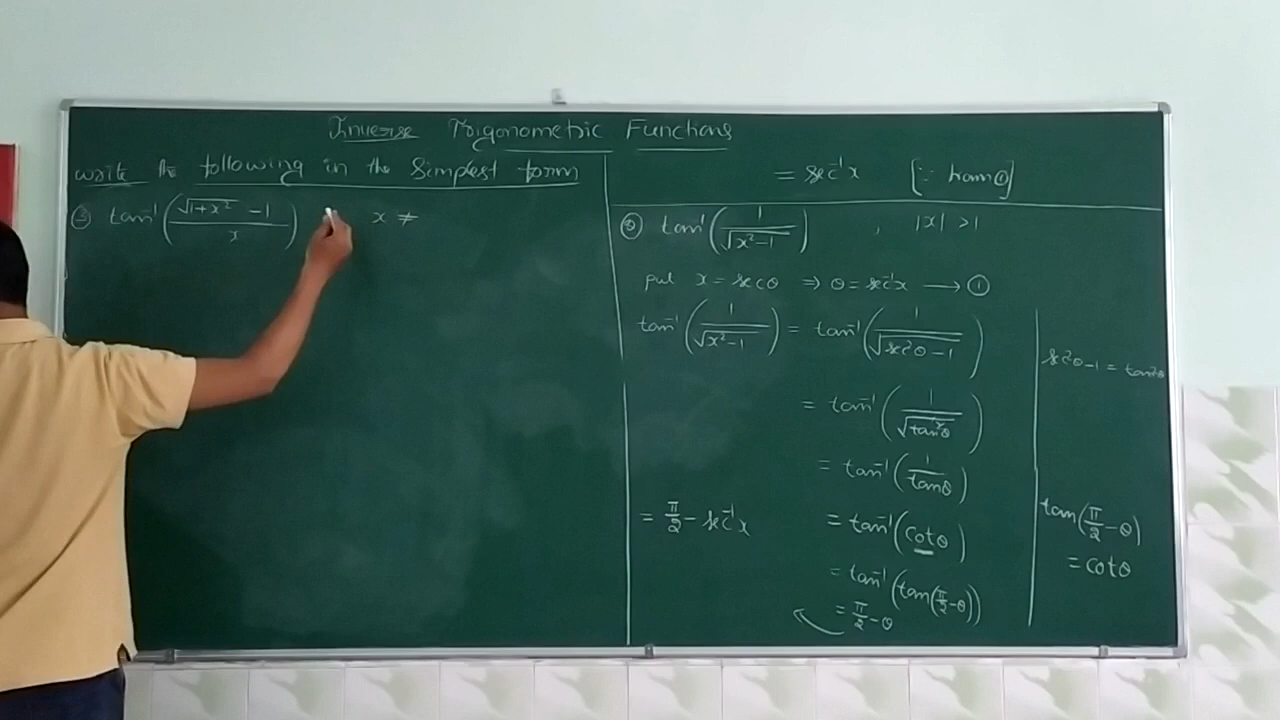 Inverse Trigonometric Functions
write the following in the Simplest form
③ tan⁻¹(√(1+x²) -1 / x) x ≠
= sec⁻¹x [∵ from ①]
② tan⁻¹(1/√(x²-1)) , |x| >1
put x = secθ ⇒ θ = sec⁻¹x → ①
tan⁻¹(1/√(x²-1)) = tan⁻¹(1/√(sec²θ-1))
sec²θ-1 = tan²θ
= tan⁻¹(1/√(tan²θ))
= tan⁻¹(1/tanθ)
= tan⁻¹(cotθ)
tan(π/2 - θ)
= cotθ
= tan⁻¹(tan(π/2-θ))
= π/2 - θ
= π/2 - sec⁻¹x